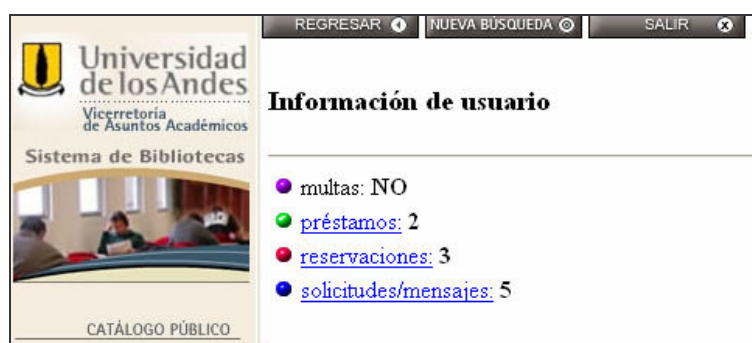 REGRESAR
NUEVA BÚSQUEDA
SALIR
Universidad
de los Andes
Vicerretoría
de Asuntos Académicos
Sistema de Bibliotecas
CATÁLOGO PÚBLICO
Información de usuario
multas: NO
préstamos: 2
reservaciones: 3
solicitudes/mensajes: 5